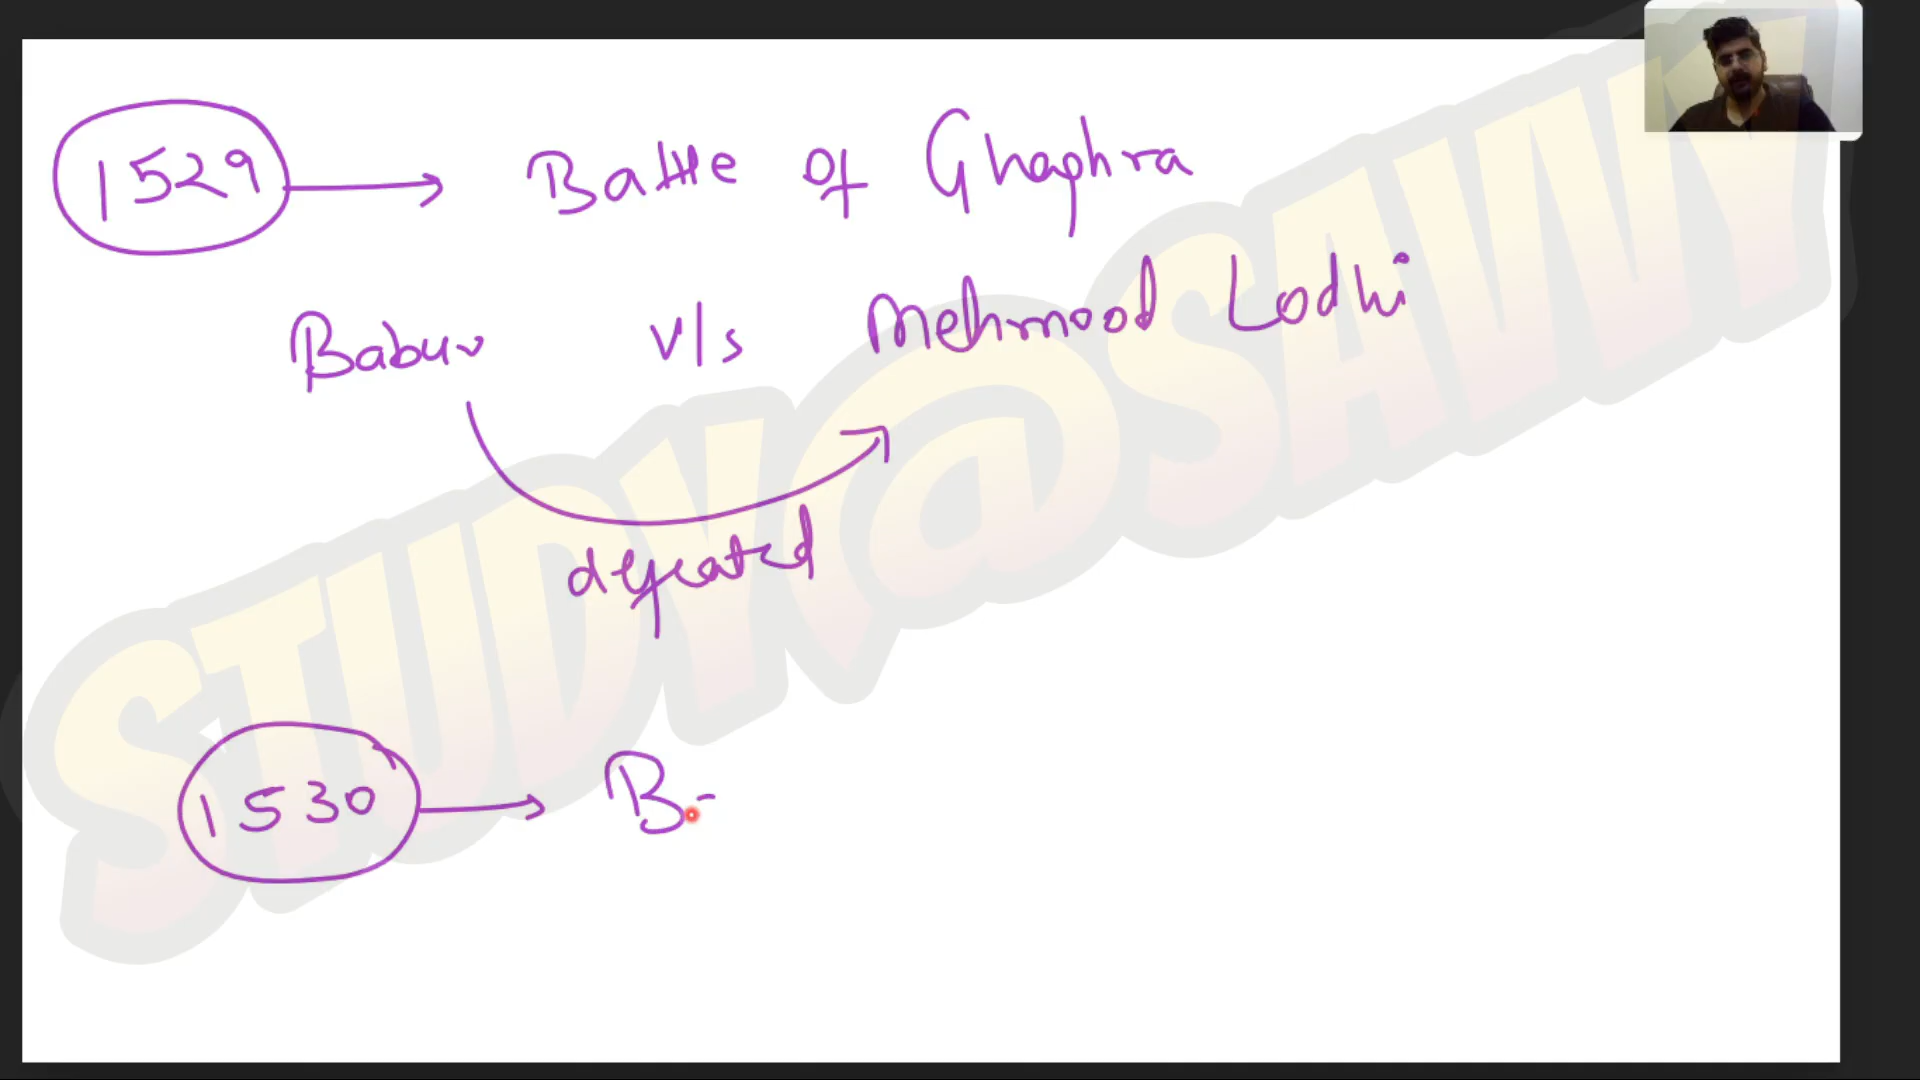 1529 → Battle of Ghaghra
Babur v/s Mehmood Lodhi
defeated
1530 → B
STUDY@SAVVY